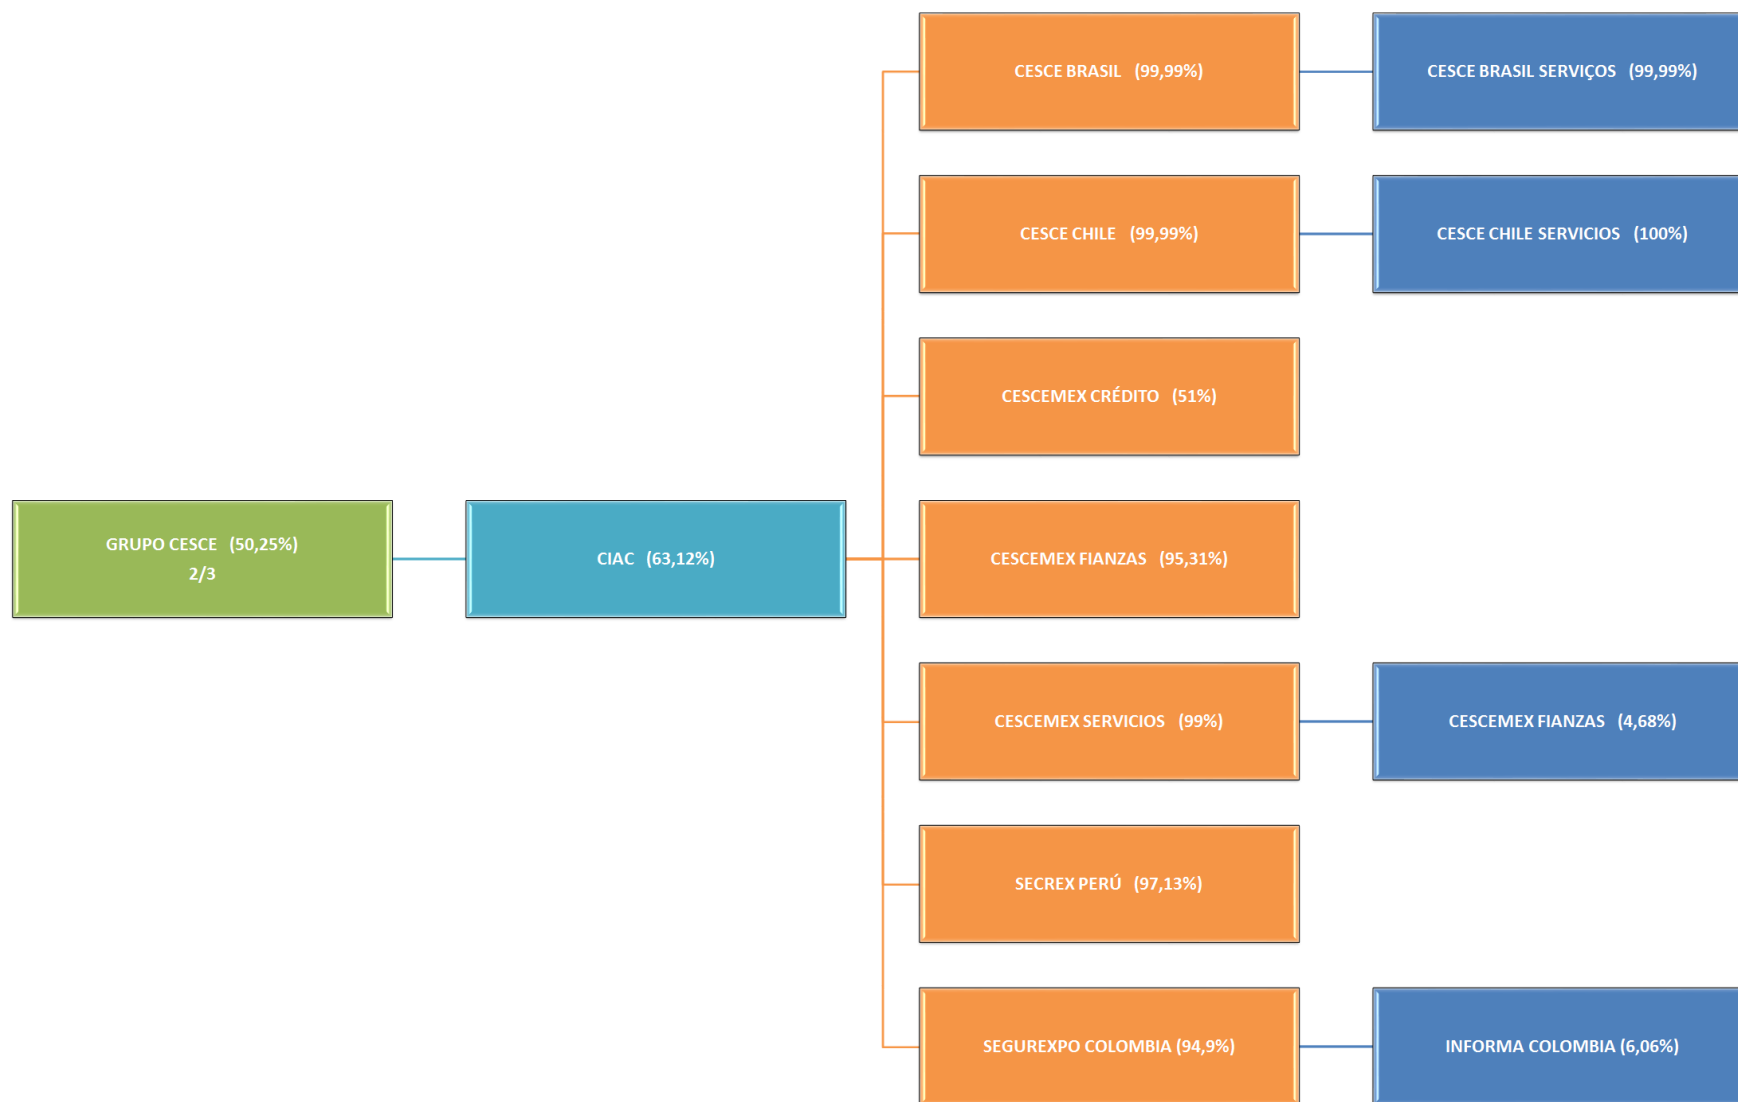 CESCE BRASIL (99,99%)
CESCE BRASIL SERVIÇOS (99,99%)
CESCE CHILE (99,99%)
CESCE CHILE SERVICIOS (100%)
CESCEMEX CRÉDITO (51%)
GRUPO CESCE (50,25%)
2/3
CIAC (63,12%)
CESCEMEX FIANZAS (95,31%)
CESCEMEX SERVICIOS (99%)
CESCEMEX FIANZAS (4,68%)
SECREX PERÚ (97,13%)
SEGUREXPO COLOMBIA (94,9%)
INFORMA COLOMBIA (6,06%)